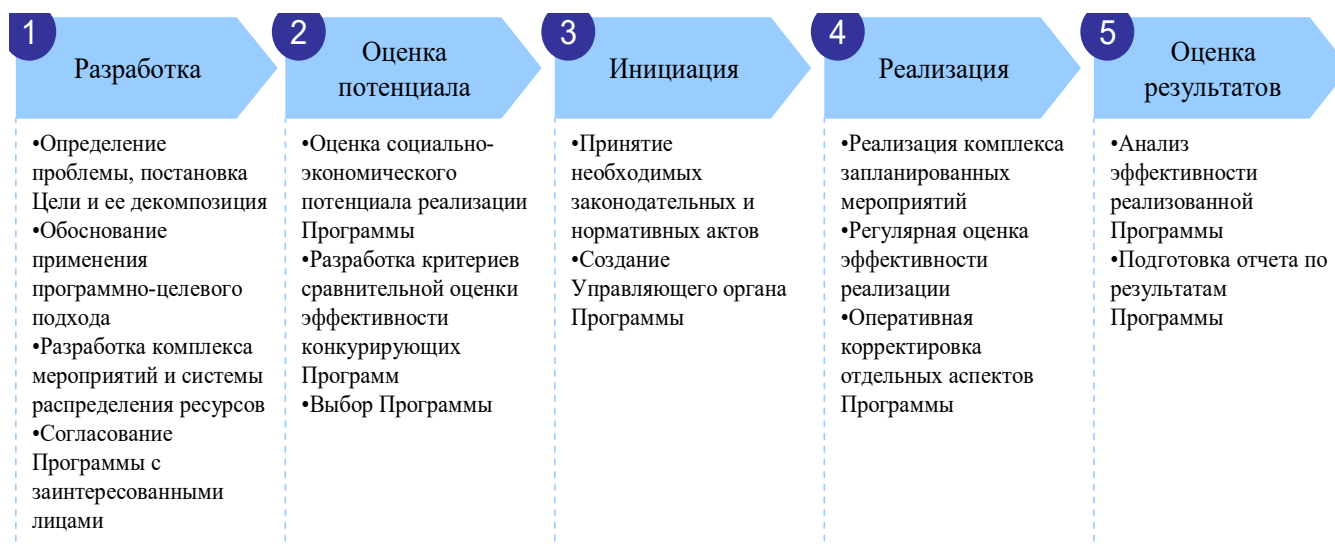 1
Разработка
•Определение
проблемы, постановка
Цели и ее декомпозиция
•Обоснование
применения
программно-целевого
подхода
•Разработка комплекса
мероприятий и системы
распределения ресурсов
•Согласование
Программы с
заинтересованными
лицами
2
Оценка
потенциала
•Оценка социально-
экономического
потенциала реализации
Программы
•Разработка критериев
сравнительной оценки
эффективности
конкурирующих
Программ
•Выбор Программы
3
Инициация
•Принятие
необходимых
законодательных и
нормативных актов
•Создание
Управляющего органа
Программы
4
Реализация
•Реализация комплекса
запланированных
мероприятий
•Регулярная оценка
эффективности
реализации
•Оперативная
корректировка
отдельных аспектов
Программы
5
Оценка
результатов
•Анализ
эффективности
реализованной
Программы
•Подготовка отчета по
результатам
Программы